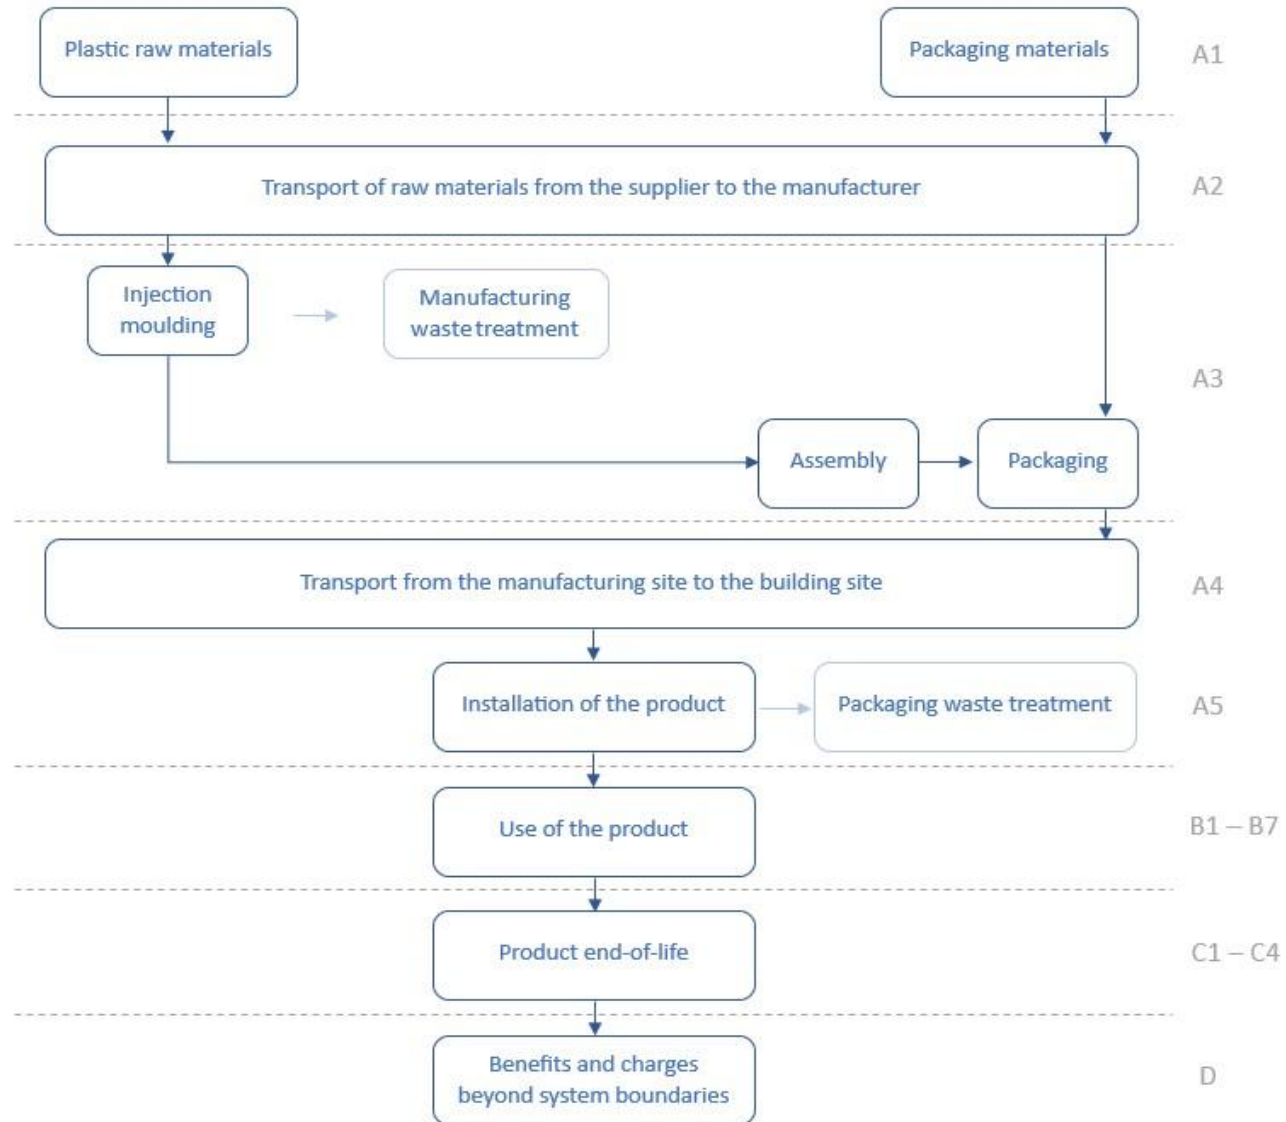 Plastic raw materials
Packaging materials
A1
Transport of raw materials from the supplier to the manufacturer
A2
Injection
moulding
Manufacturing
waste treatment
A3
Assembly
Packaging
Transport from the manufacturing site to the building site
A4
Installation of the product
Packaging waste treatment
A5
Use of the product
B1 – B7
Product end-of-life
C1 – C4
Benefits and charges
beyond system boundaries
D